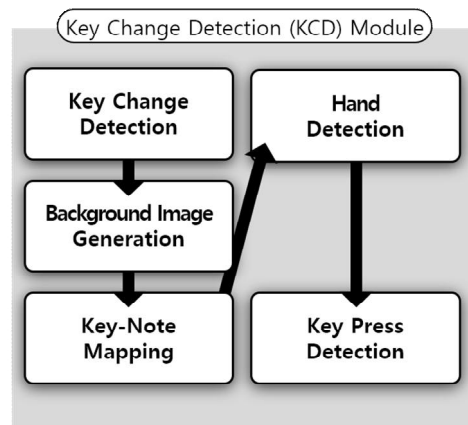 Key Change Detection (KCD) Module
Key Change
Detection
Background Image
Generation
Key-Note
Mapping
Hand
Detection
Key Press
Detection